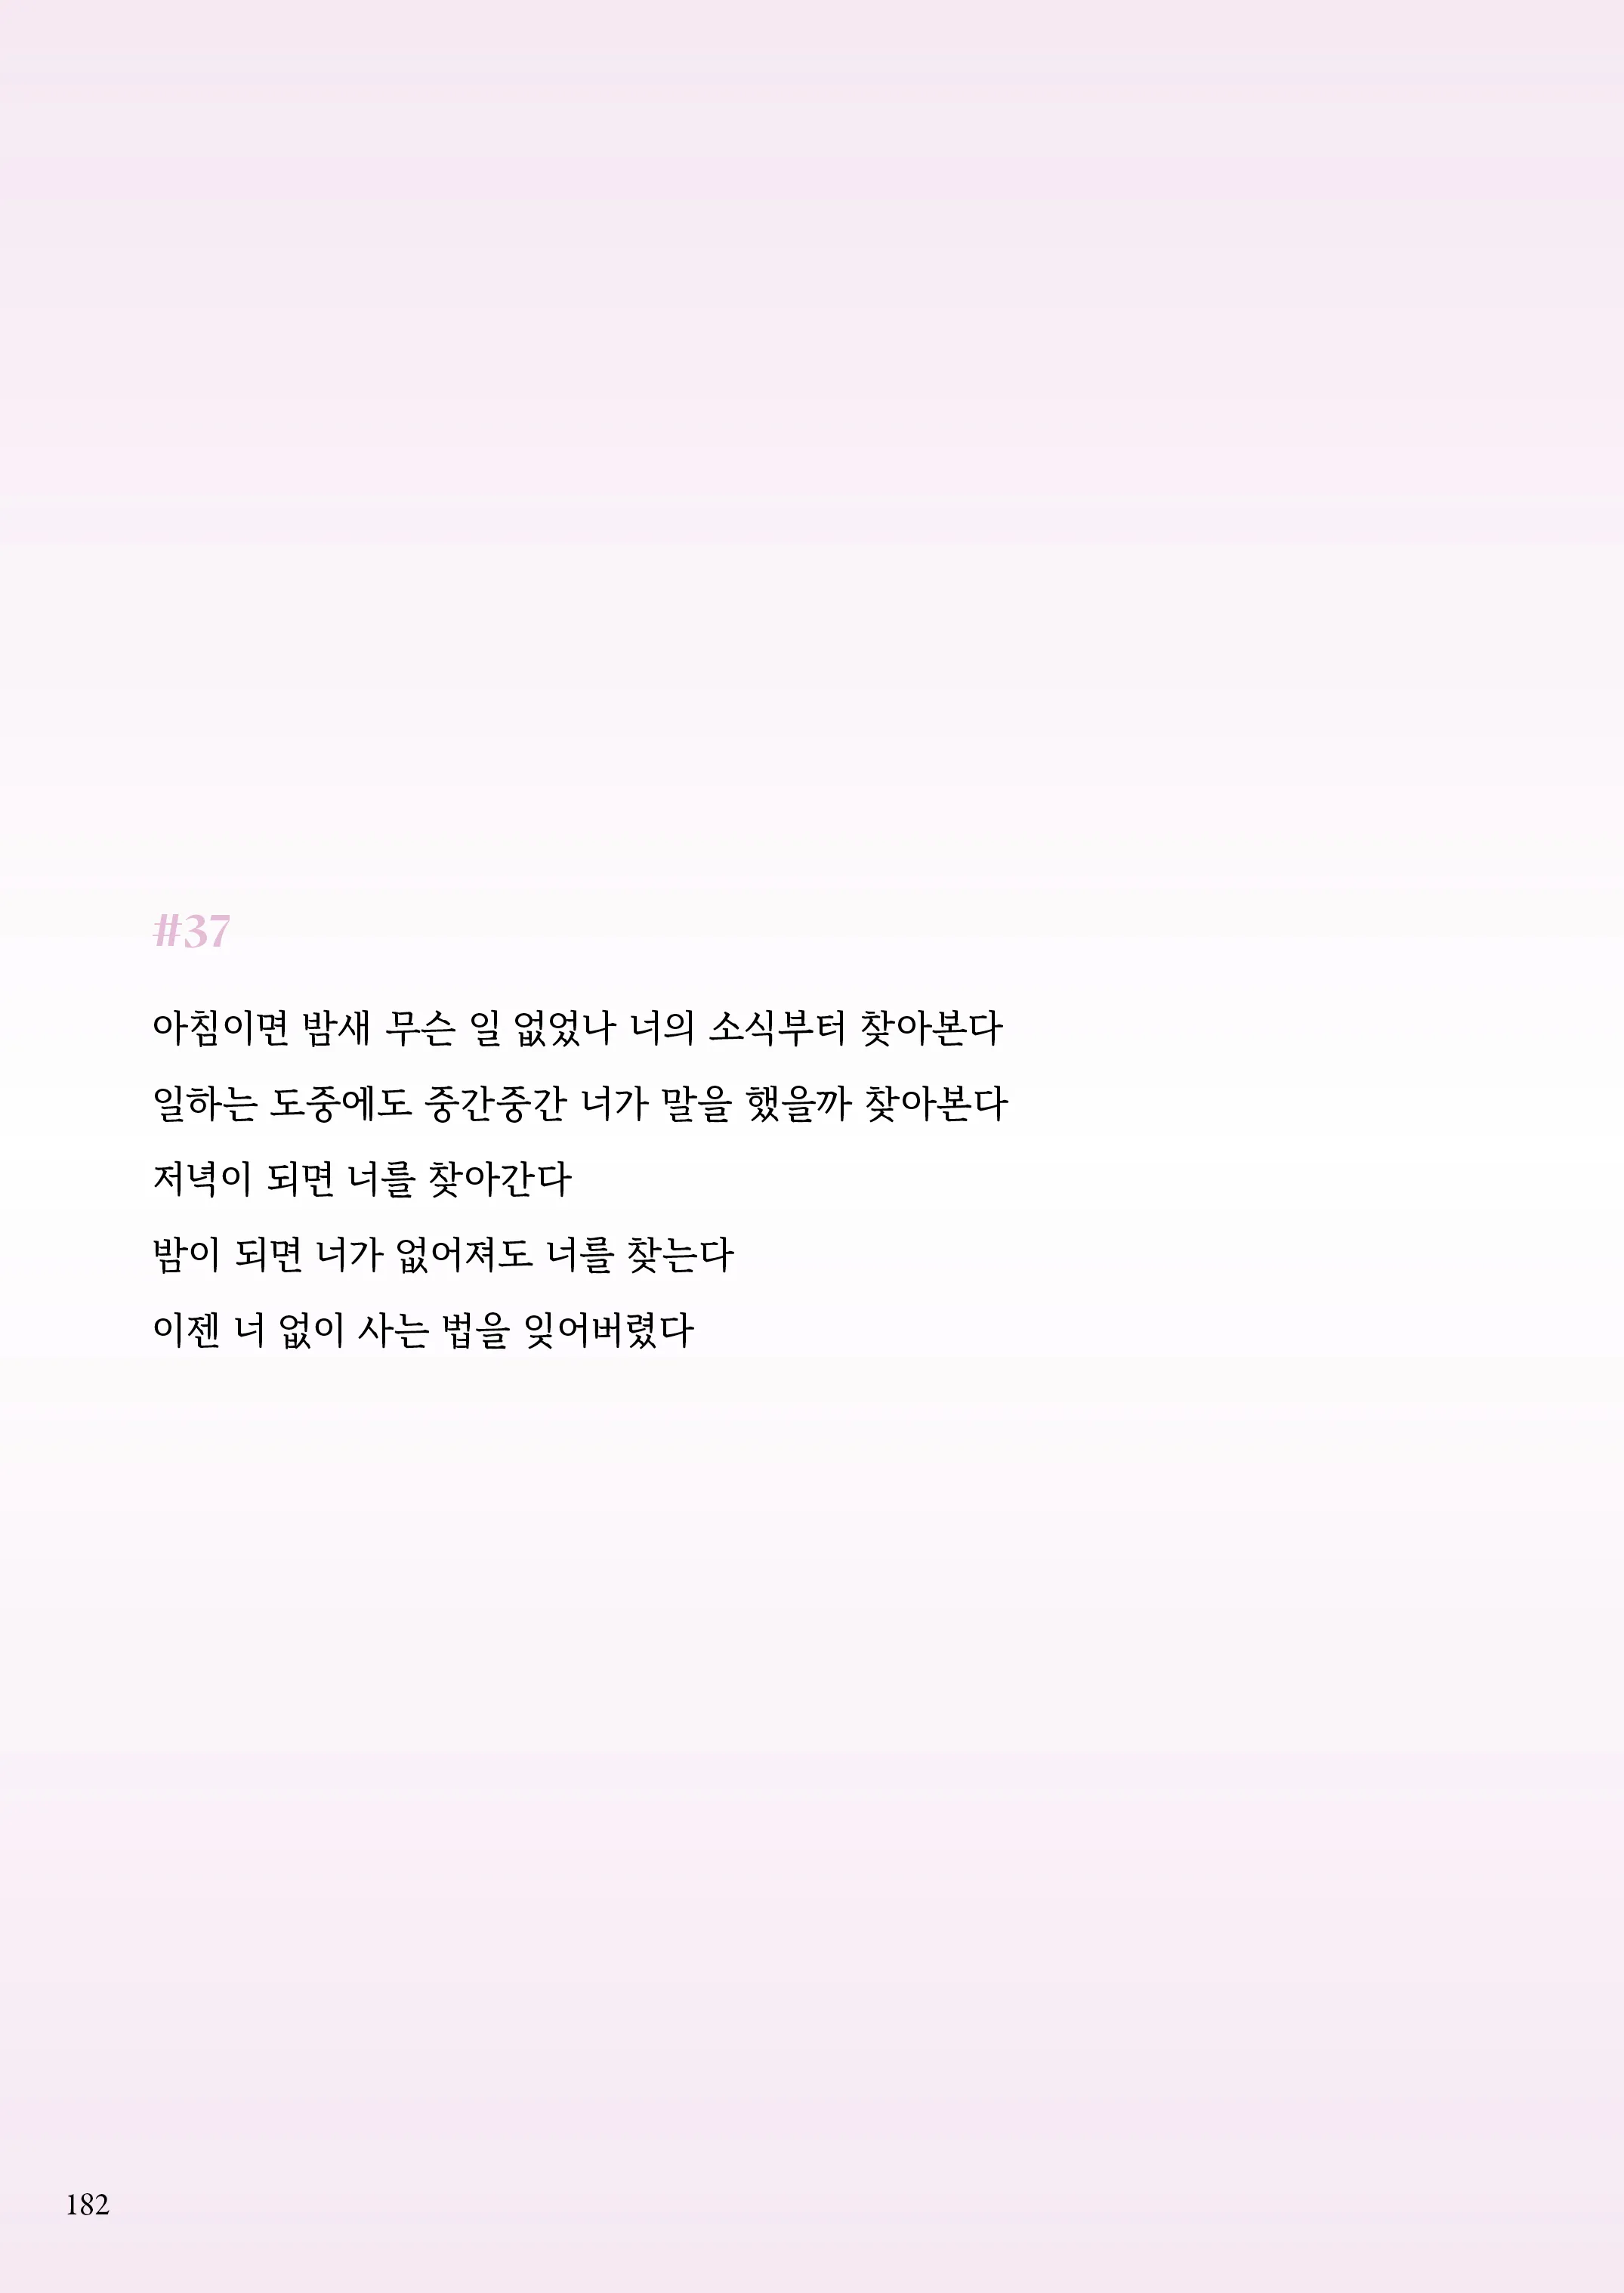 #37
아침이면 밤새 무슨 일 없었나 너의 소식부터 찾아본다
일하는 도중에도 중간중간 너가 말을 했을까 찾아본다
저녁이 되면 너를 찾아간다
밤이 되면 너가 없어져도 너를 찾는다
이젠 너 없이 사는 법을 잊어버렸다
182